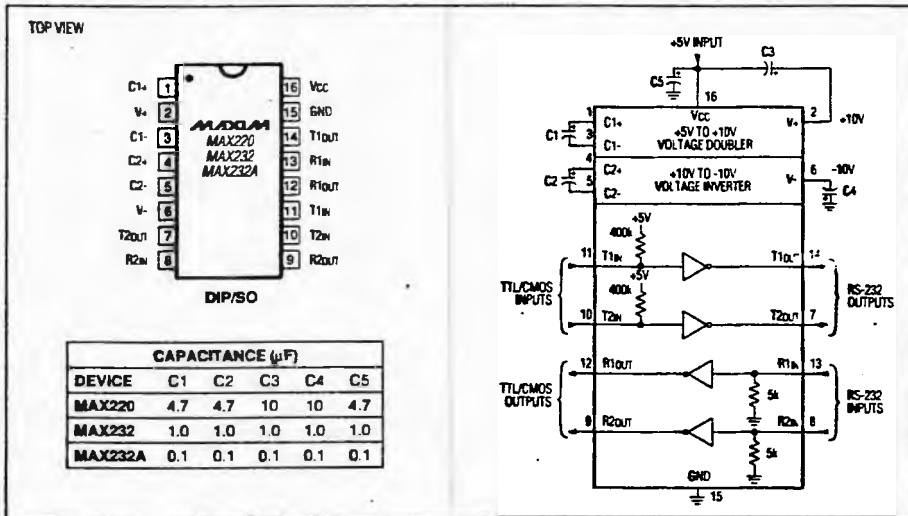 TOP VIEW
C1+ 1
V+ 2
C1- 3
C2+ 4
C2- 5
V- 6
T2OUT 7
R2IN 8
16 VCC
15 GND
14 T1OUT
13 R1IN
12 R1OUT
11 T1IN
10 T2IN
9 R2OUT
MAXIM
MAX220
MAX232
MAX232A
DIP/SO
CAPACITANCE (µF)
DEVICE C1 C2 C3 C4 C5
MAX220 4.7 4.7 10 10 4.7
MAX232 1.0 1.0 1.0 1.0 1.0
MAX232A 0.1 0.1 0.1 0.1 0.1
+5V INPUT
C3
C5
16
VCC
1
C1+
C1
3
C1-
+5V TO +10V
VOLTAGE DOUBLER
V+
2
+10V
4
C2+
C2
5
C2-
+10V TO -10V
VOLTAGE INVERTER
V-
6
-10V
C4
+5V
400k
11 T1IN
T1OUT 14
+5V
400k
TTL/CMOS
INPUTS
RS-232
OUTPUTS
10 T2IN
T2OUT 7
12 R1OUT
R1IN 13
5k
TTL/CMOS
OUTPUTS
RS-232
INPUTS
9 R2OUT
R2IN 8
5k
GND
15